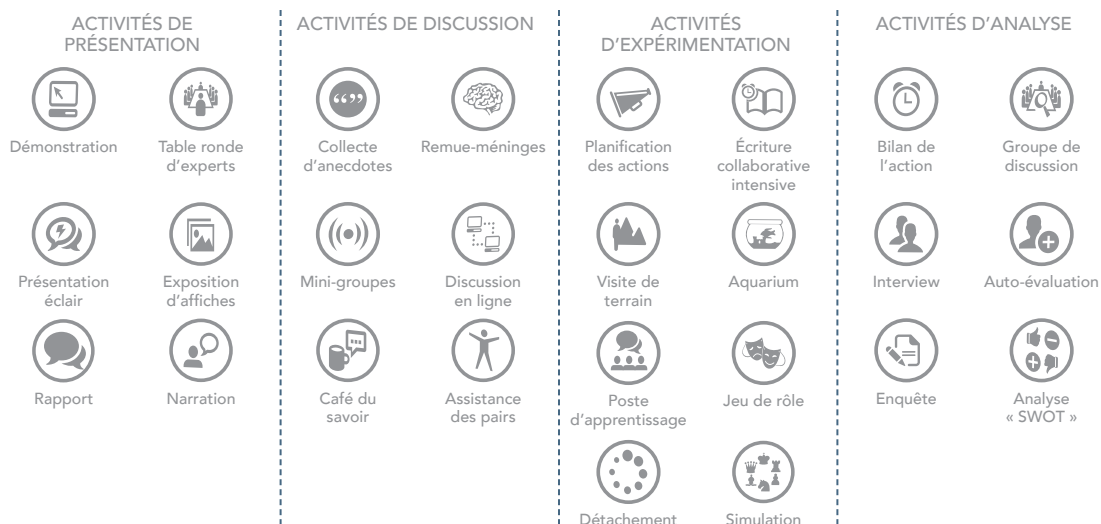 ACTIVITÉS DE
PRÉSENTATION
Démonstration
Table ronde
d’experts
Présentation
éclair
Exposition
d’affiches
Rapport
Narration
ACTIVITÉS DE DISCUSSION
Collecte
d’anecdotes
Remue-méninges
Mini-groupes
Discussion
en ligne
Café du
savoir
Assistance
des pairs
ACTIVITÉS
D’EXPÉRIMENTATION
Planification
des actions
Écriture
collaborative
intensive
Visite de
terrain
Aquarium
Poste
d’apprentissage
Jeu de rôle
Détachement
Simulation
ACTIVITÉS D’ANALYSE
Bilan de
l’action
Groupe de
discussion
Interview
Auto-évaluation
Enquête
Analyse
« SWOT »